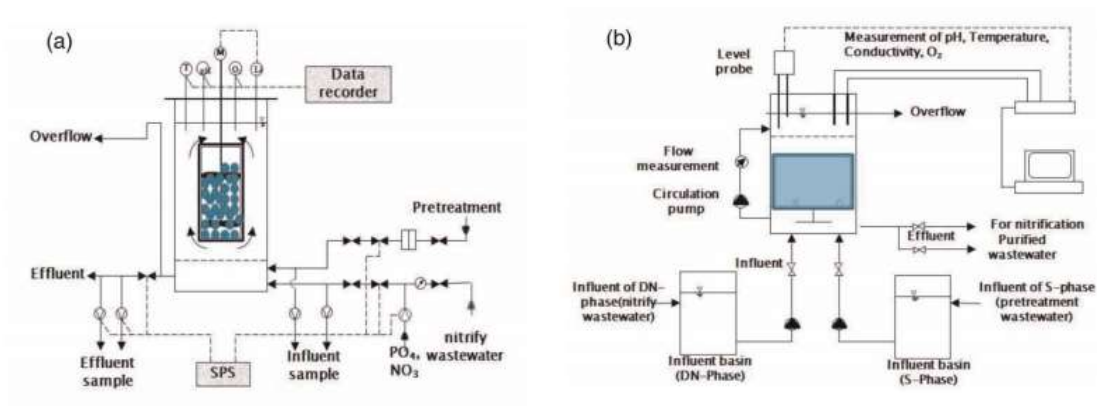 (a)
M
T
O₂
Data
recorder
Overflow
Pretreatment
Effluent
Effluent
sample
SPS
Influent
sample
PO₄,
NO₃
nitrify
wastewater
(b)
Measurement of pH, Temperature,
Conductivity, O₂
Level
probe
Overflow
Flow
measurement
Circulation
pump
For nitrification
Effluent
Purified
wastewater
Influent
Influent of DN-
phase(nitrify
wastewater)
Influent of S-phase
(pretreatment
wastewater)
Influent basin
(DN-Phase)
Influent basin
(S-Phase)